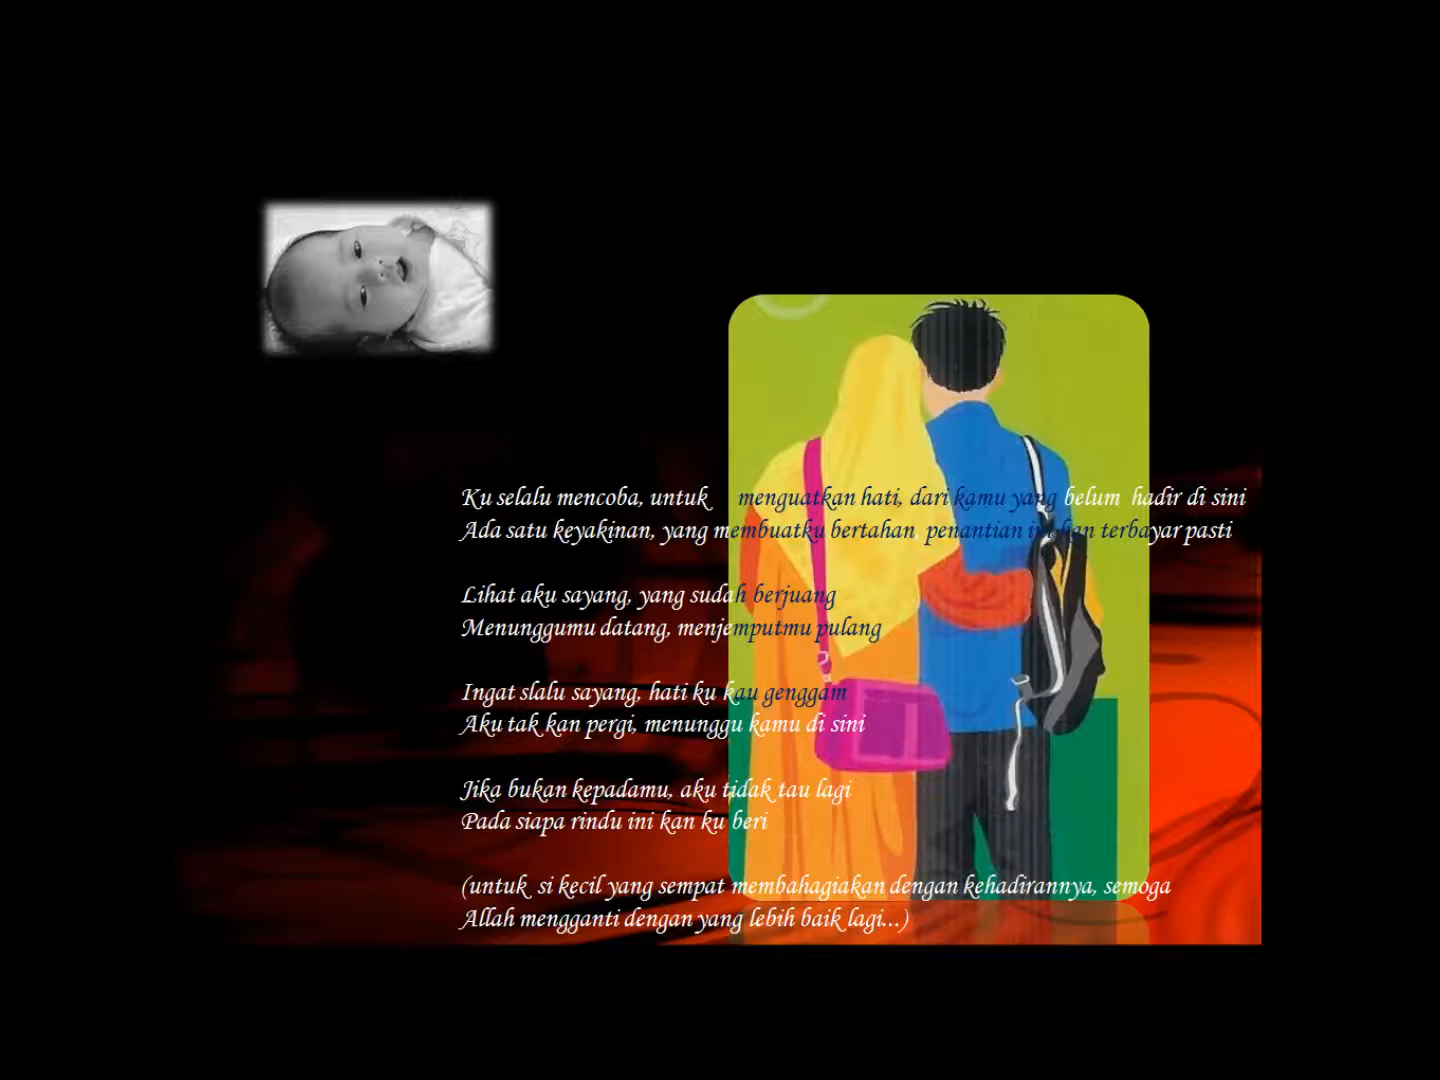 Ku selalu mencoba, untuk menguatkan hati, dari kamu yang belum hadir di sini
Ada satu keyakinan, yang membuatku bertahan, penantian ini kan terbayar pasti
Lihat aku sayang, yang sudah berjuang
Menunggumu datang, menjemputmu pulang
Ingat slalu sayang, hati ku kau genggam
Aku tak kan pergi, menunggu kamu di sini
Jika bukan kepadamu, aku tidak tau lagi
Pada siapa rindu ini kan ku beri
(untuk si kecil yang sempat membahagiakan dengan kehadirannya, semoga
Allah mengganti dengan yang lebih baik lagi...)